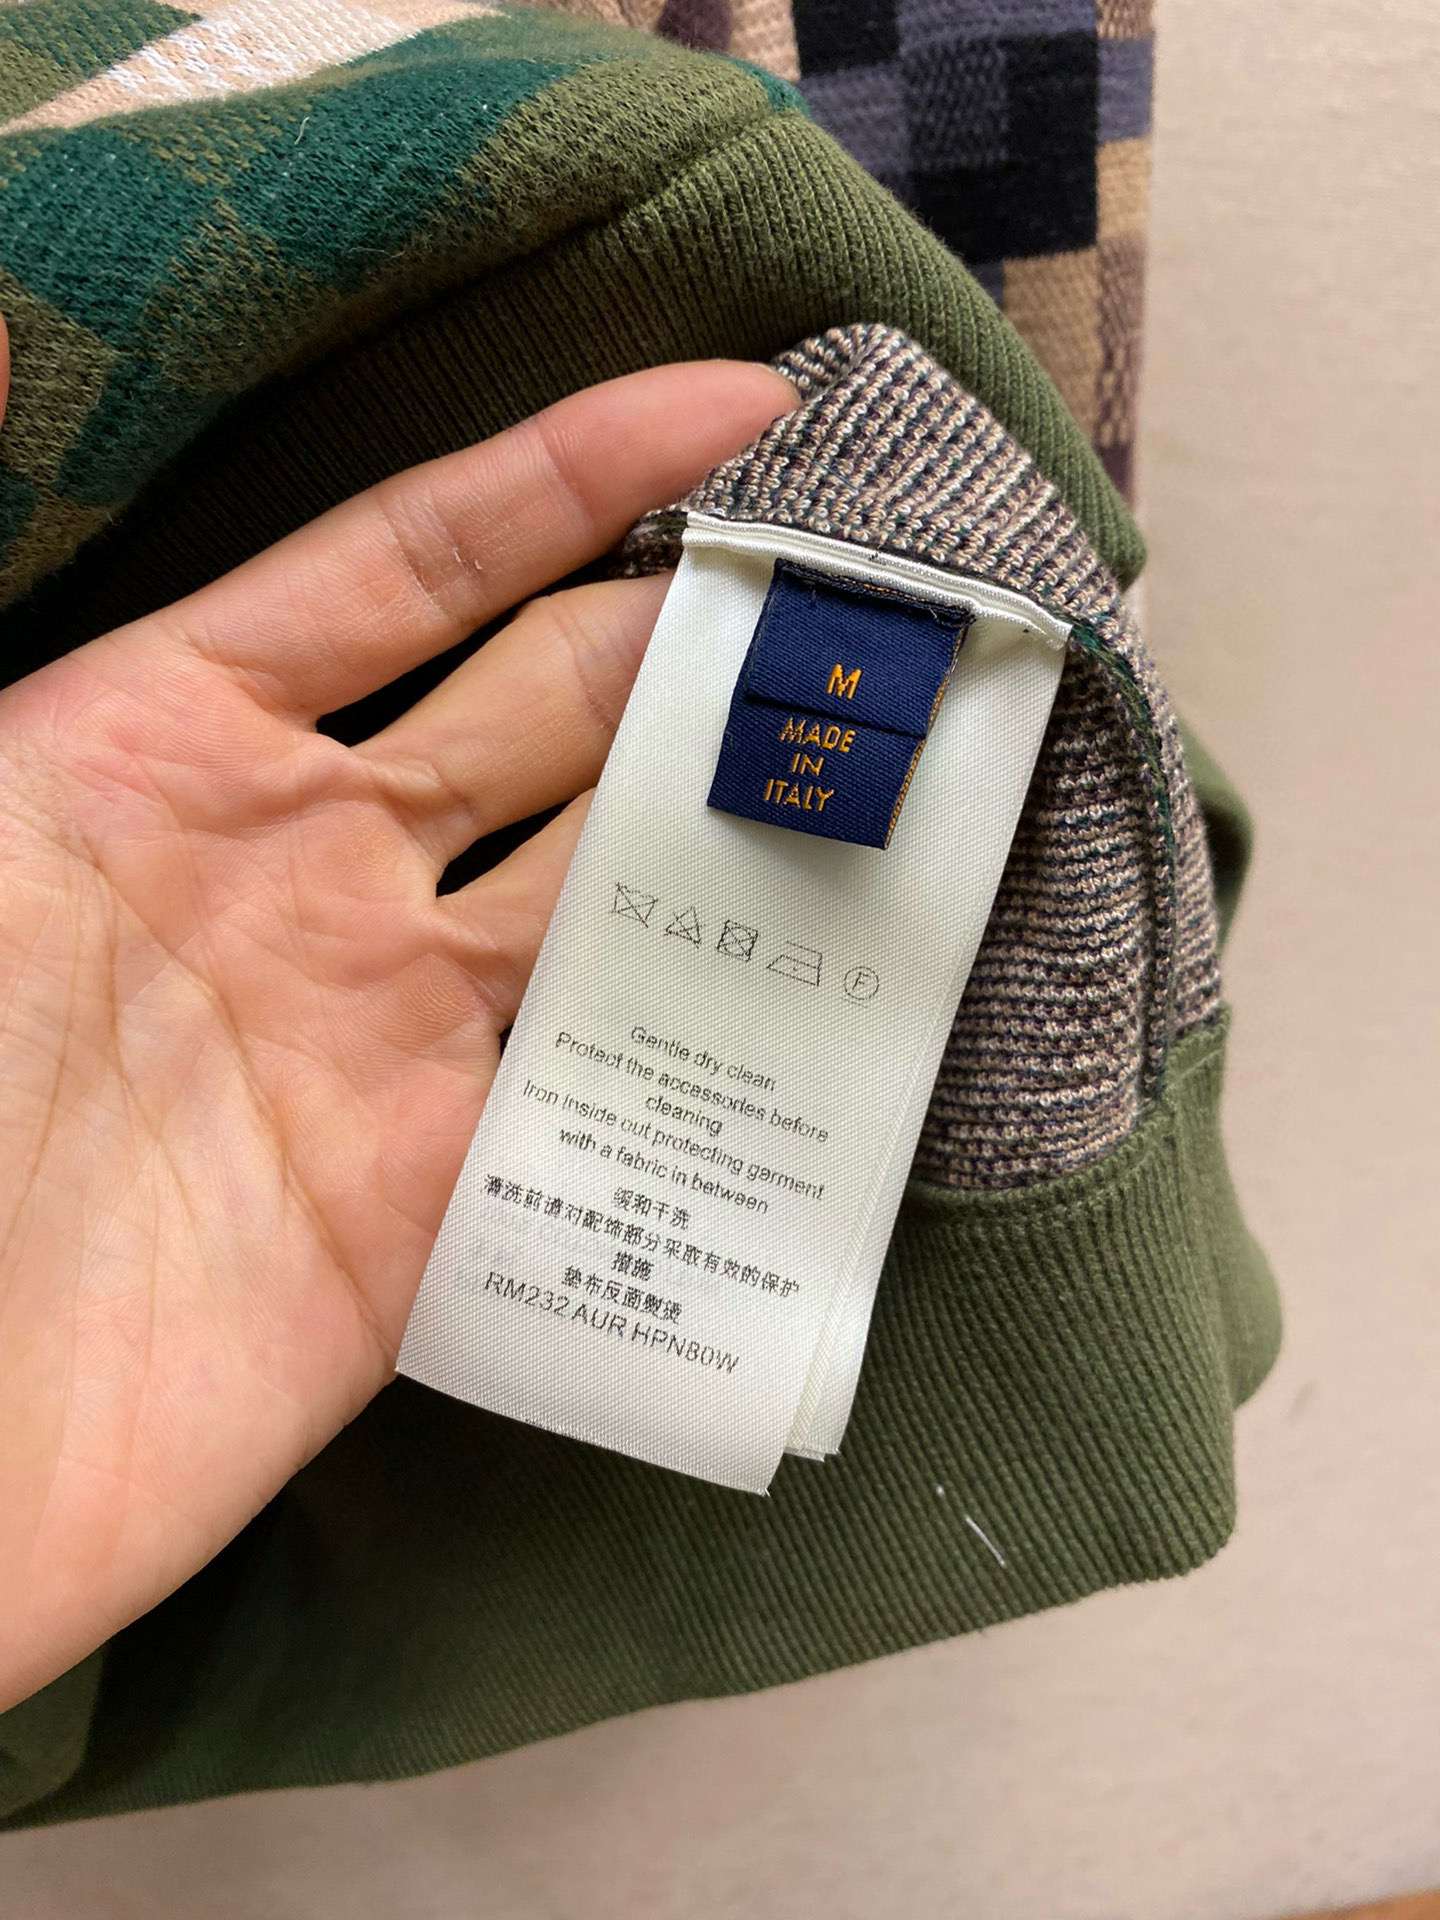 M
MADE
IN
ITALY
F
Gentle dry clean
Protect the accessories before
cleaning
Iron inside out protecting garment
with a fabric in between
缓和干洗
清洗前请对配饰部分采取有效的保护
措施
垫布反面熨烫
RM232 AUR HPN80W